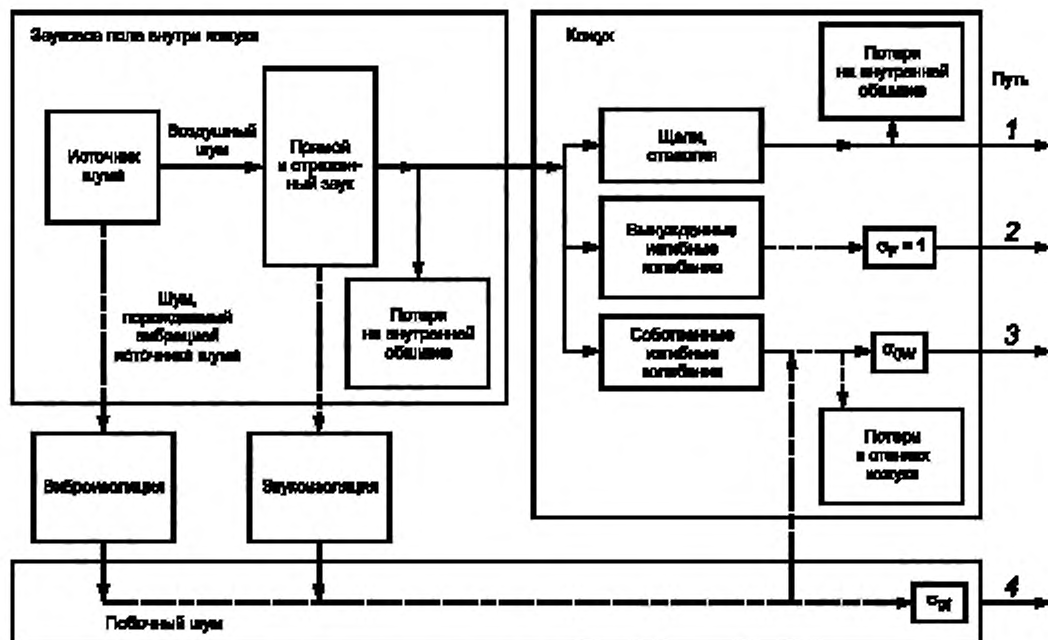 Звуковое поле внутри кожуха
Кожух
Потери
на внутренней
обшивке
Путь
Источник
шума
Воздушный
шум
Прямой
и отражен-
ный звук
Щели,
1
Вынужденные
изгибные
колебания
2
Шум,
порождаемый
вибрацией
источника шума
Потери
на внутренней
обшивке
Собственные
изгибные
колебания
3
Потери
в стенках
кожуха
Виброизоляция
Звукоизоляция
4
Побочный шум